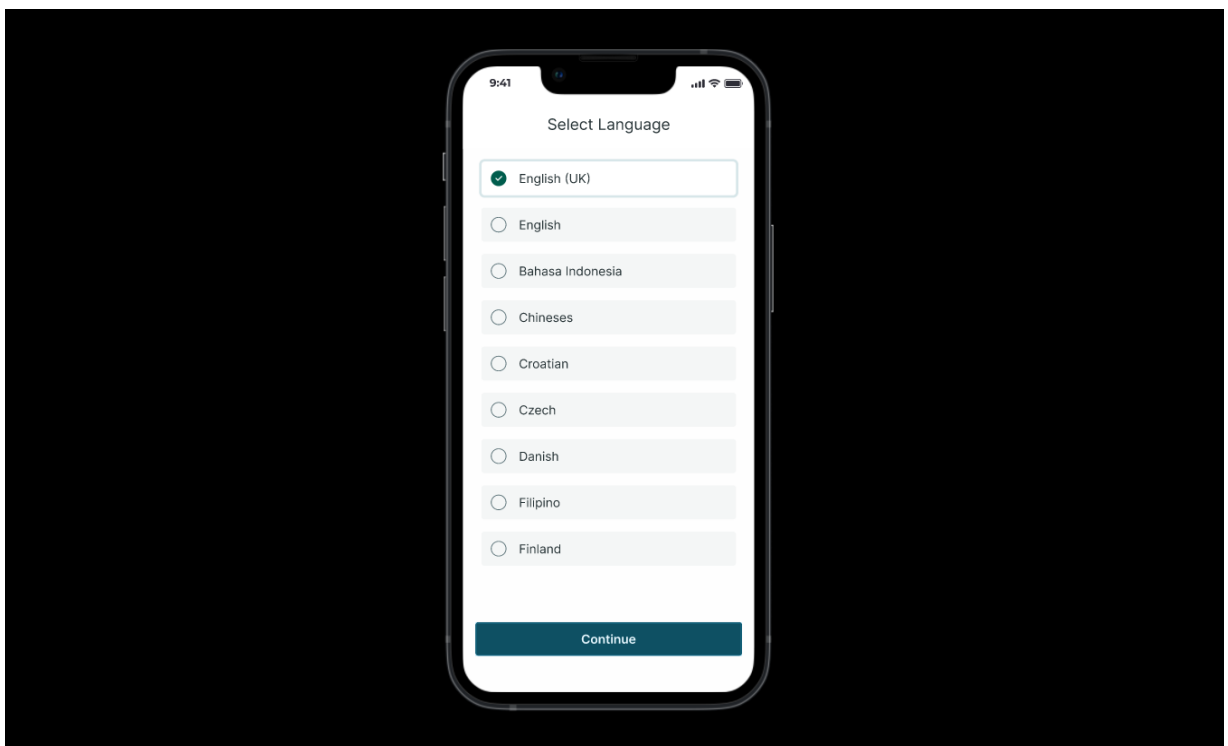 9:41
Select Language
English (UK)
English
Bahasa Indonesia
Chineses
Croatian
Czech
Danish
Filipino
Finland
Continue